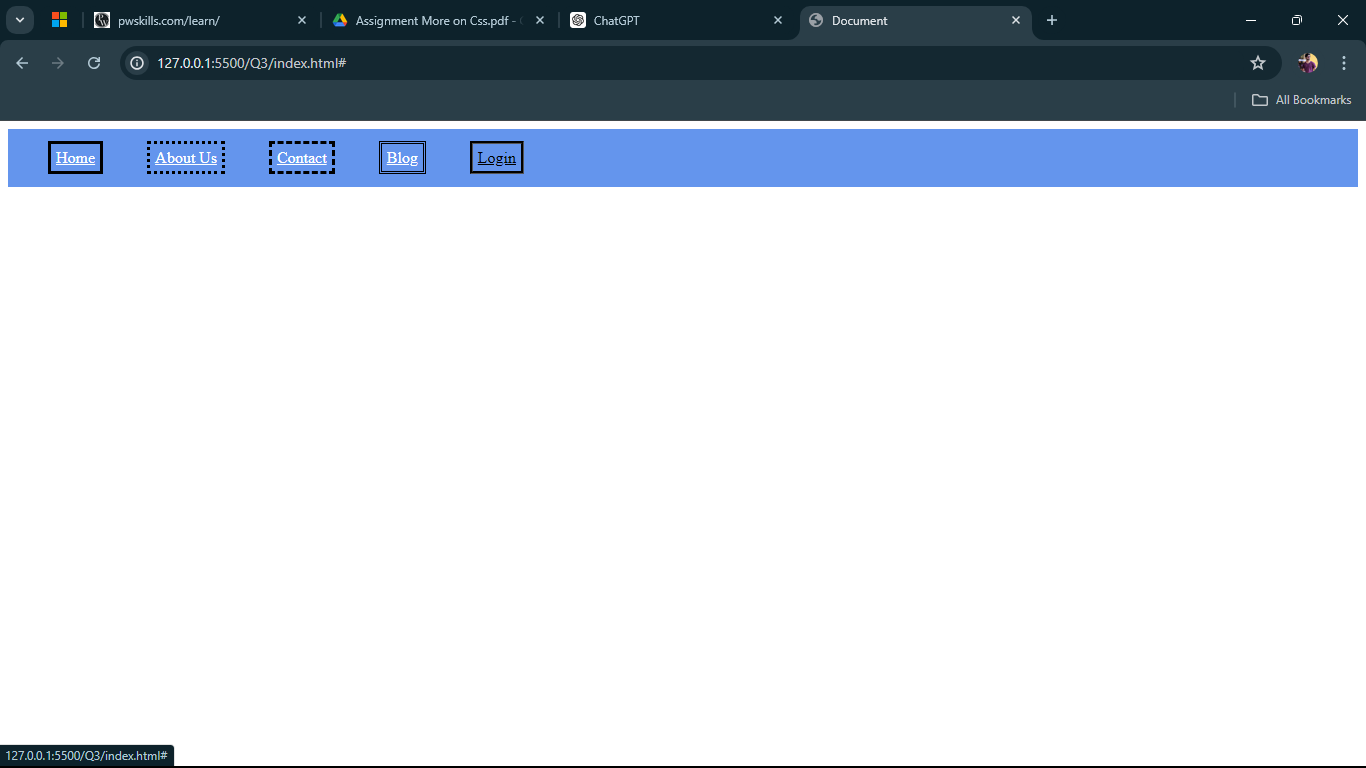 pwskills.com/learn/
Assignment More on Css.pdf -
ChatGPT
Document
127.0.0.1:5500/Q3/index.html#
All Bookmarks
Home About Us Contact Blog Login
127.0.0.1:5500/Q3/index.html#